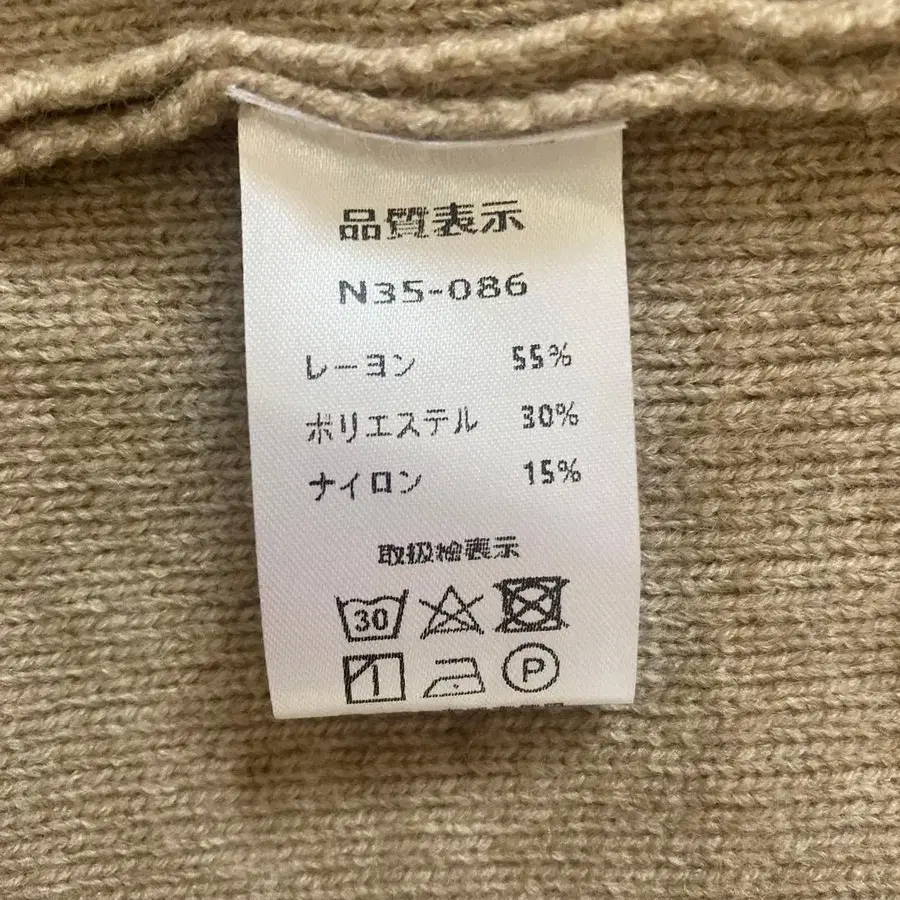 品質表示
N35-086
レーヨン 55%
ポリエステル 30%
ナイロン 15%
取扱絵表示
30
P